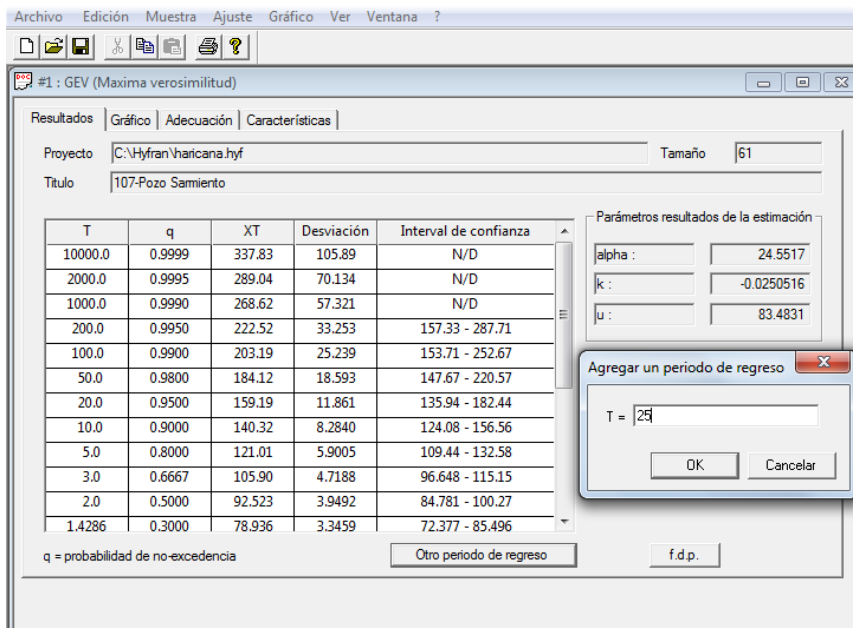 Archivo Edición Muestra Ajuste Gráfico Ver Ventana ?
#1 : GEV (Maxima verosimilitud)
Resultados Gráfico Adecuación Características
Proyecto C:\Hyfran\haricana.hyf Tamaño 61
Titulo 107-Pozo Sarmiento
T q XT Desviación Interval de confianza
10000.0 0.9999 337.83 105.89 N/D
2000.0 0.9995 289.04 70.134 N/D
1000.0 0.9990 268.62 57.321 N/D
200.0 0.9950 222.52 33.253 157.33 - 287.71
100.0 0.9900 203.19 25.239 153.71 - 252.67
50.0 0.9800 184.12 18.593 147.67 - 220.57
20.0 0.9500 159.19 11.861 135.94 - 182.44
10.0 0.9000 140.32 8.2840 124.08 - 156.56
5.0 0.8000 121.01 5.9005 109.44 - 132.58
3.0 0.6667 105.90 4.7188 96.648 - 115.15
2.0 0.5000 92.523 3.9492 84.781 - 100.27
1.4286 0.3000 78.936 3.3459 72.377 - 85.496
Parámetros resultados de la estimación
alpha : 24.5517
k : -0.0250516
u : 83.4831
Agregar un periodo de regreso
T = 25
OK Cancelar
q = probabilidad de no-excedencia Otro periodo de regreso f.d.p.